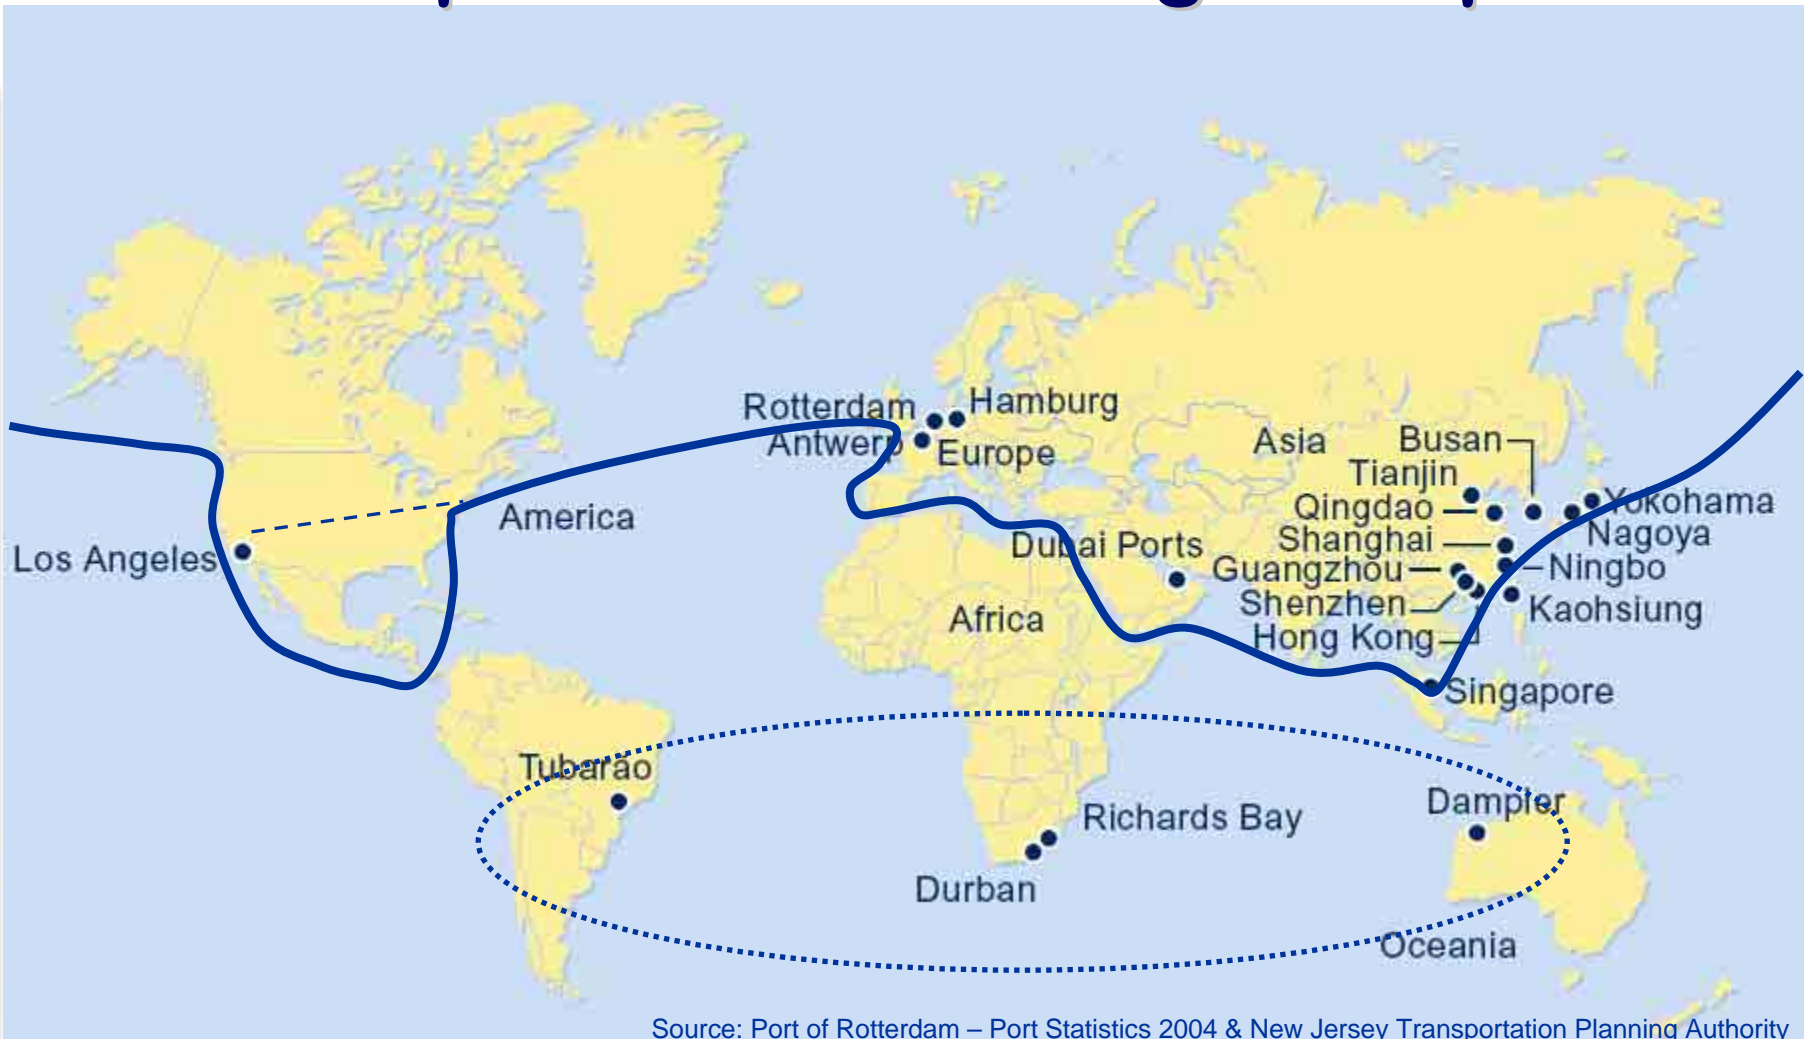 Rotterdam
Hamburg
Antwerp
Europe
Asia
Busan
Tianjin
Qingdao
Yokohama
America
Nagoya
Los Angeles
Dubai Ports
Shanghai
Guangzhou
Ningbo
Shenzhen
Kaohsiung
Africa
Hong Kong
Singapore
Tubarao
Dampier
Richards Bay
Durban
Oceania
Source: Port of Rotterdam – Port Statistics 2004 & New Jersey Transportation Planning Authority